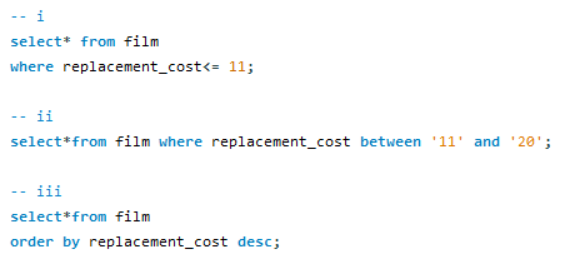 -- i
select* from film
where replacement_cost<= 11;
-- ii
select*from film where replacement_cost between '11' and '20';
-- iii
select*from film
order by replacement_cost desc;